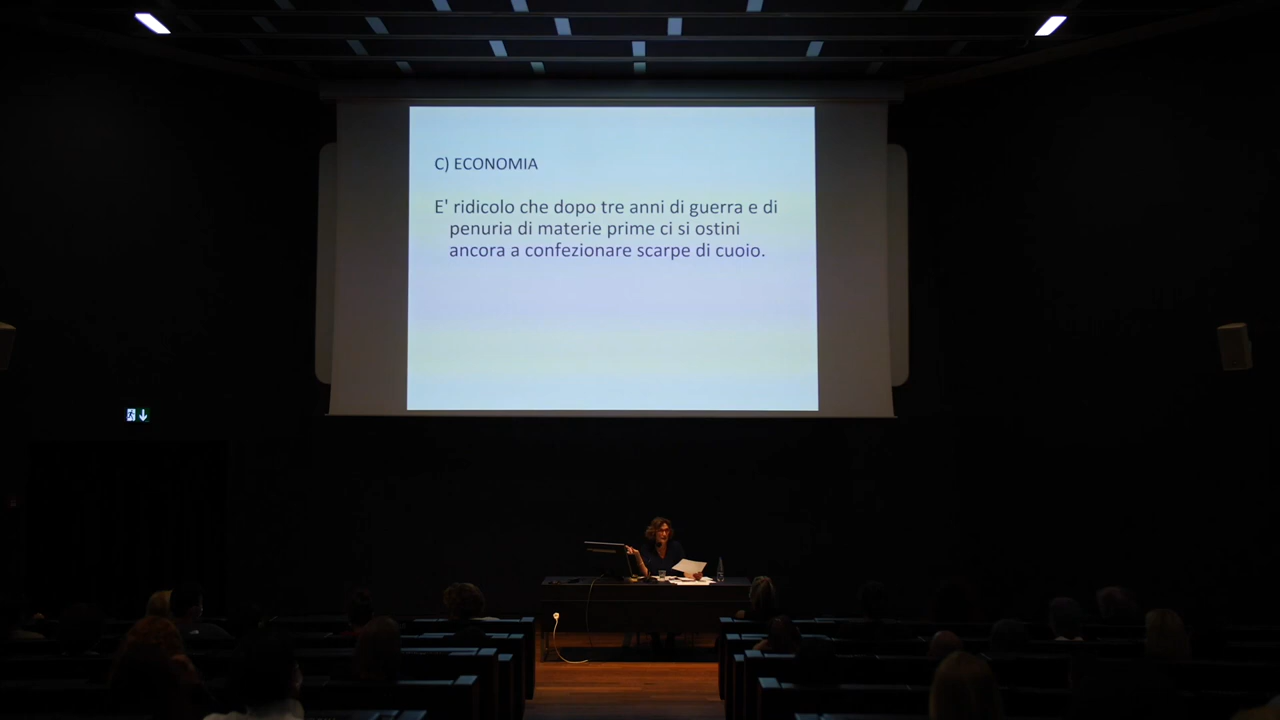 C) ECONOMIA
E' ridicolo che dopo tre anni di guerra e di
penuria di materie prime ci si ostini
ancora a confezionare scarpe di cuoio.